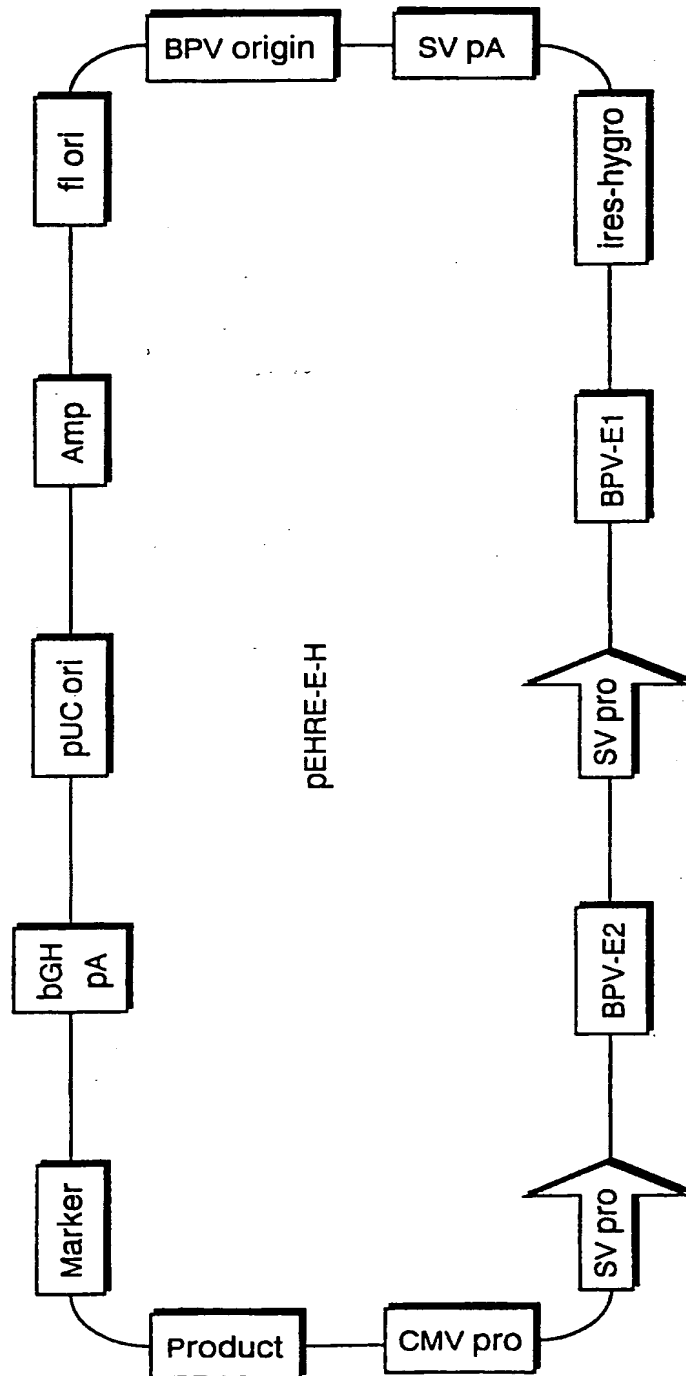 BPV origin
SV pA
fl ori
ires-hygro
Amp
BPV-E1
pUC ori
SV pro
pEHRE-E-H
bGH
pA
BPV-E2
Marker
SV pro
Product
CMV pro